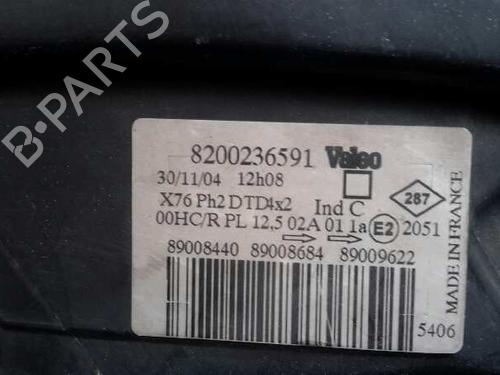 8200236591 Valeo
30/11/04 12h08
X76 Ph2 DTD4x2 Ind C 287
00HC/R PL 12,5 02A 01 1a E2 2051
89008440 89008684 89009622
5406
MADE IN FRANCE
B-PARTS